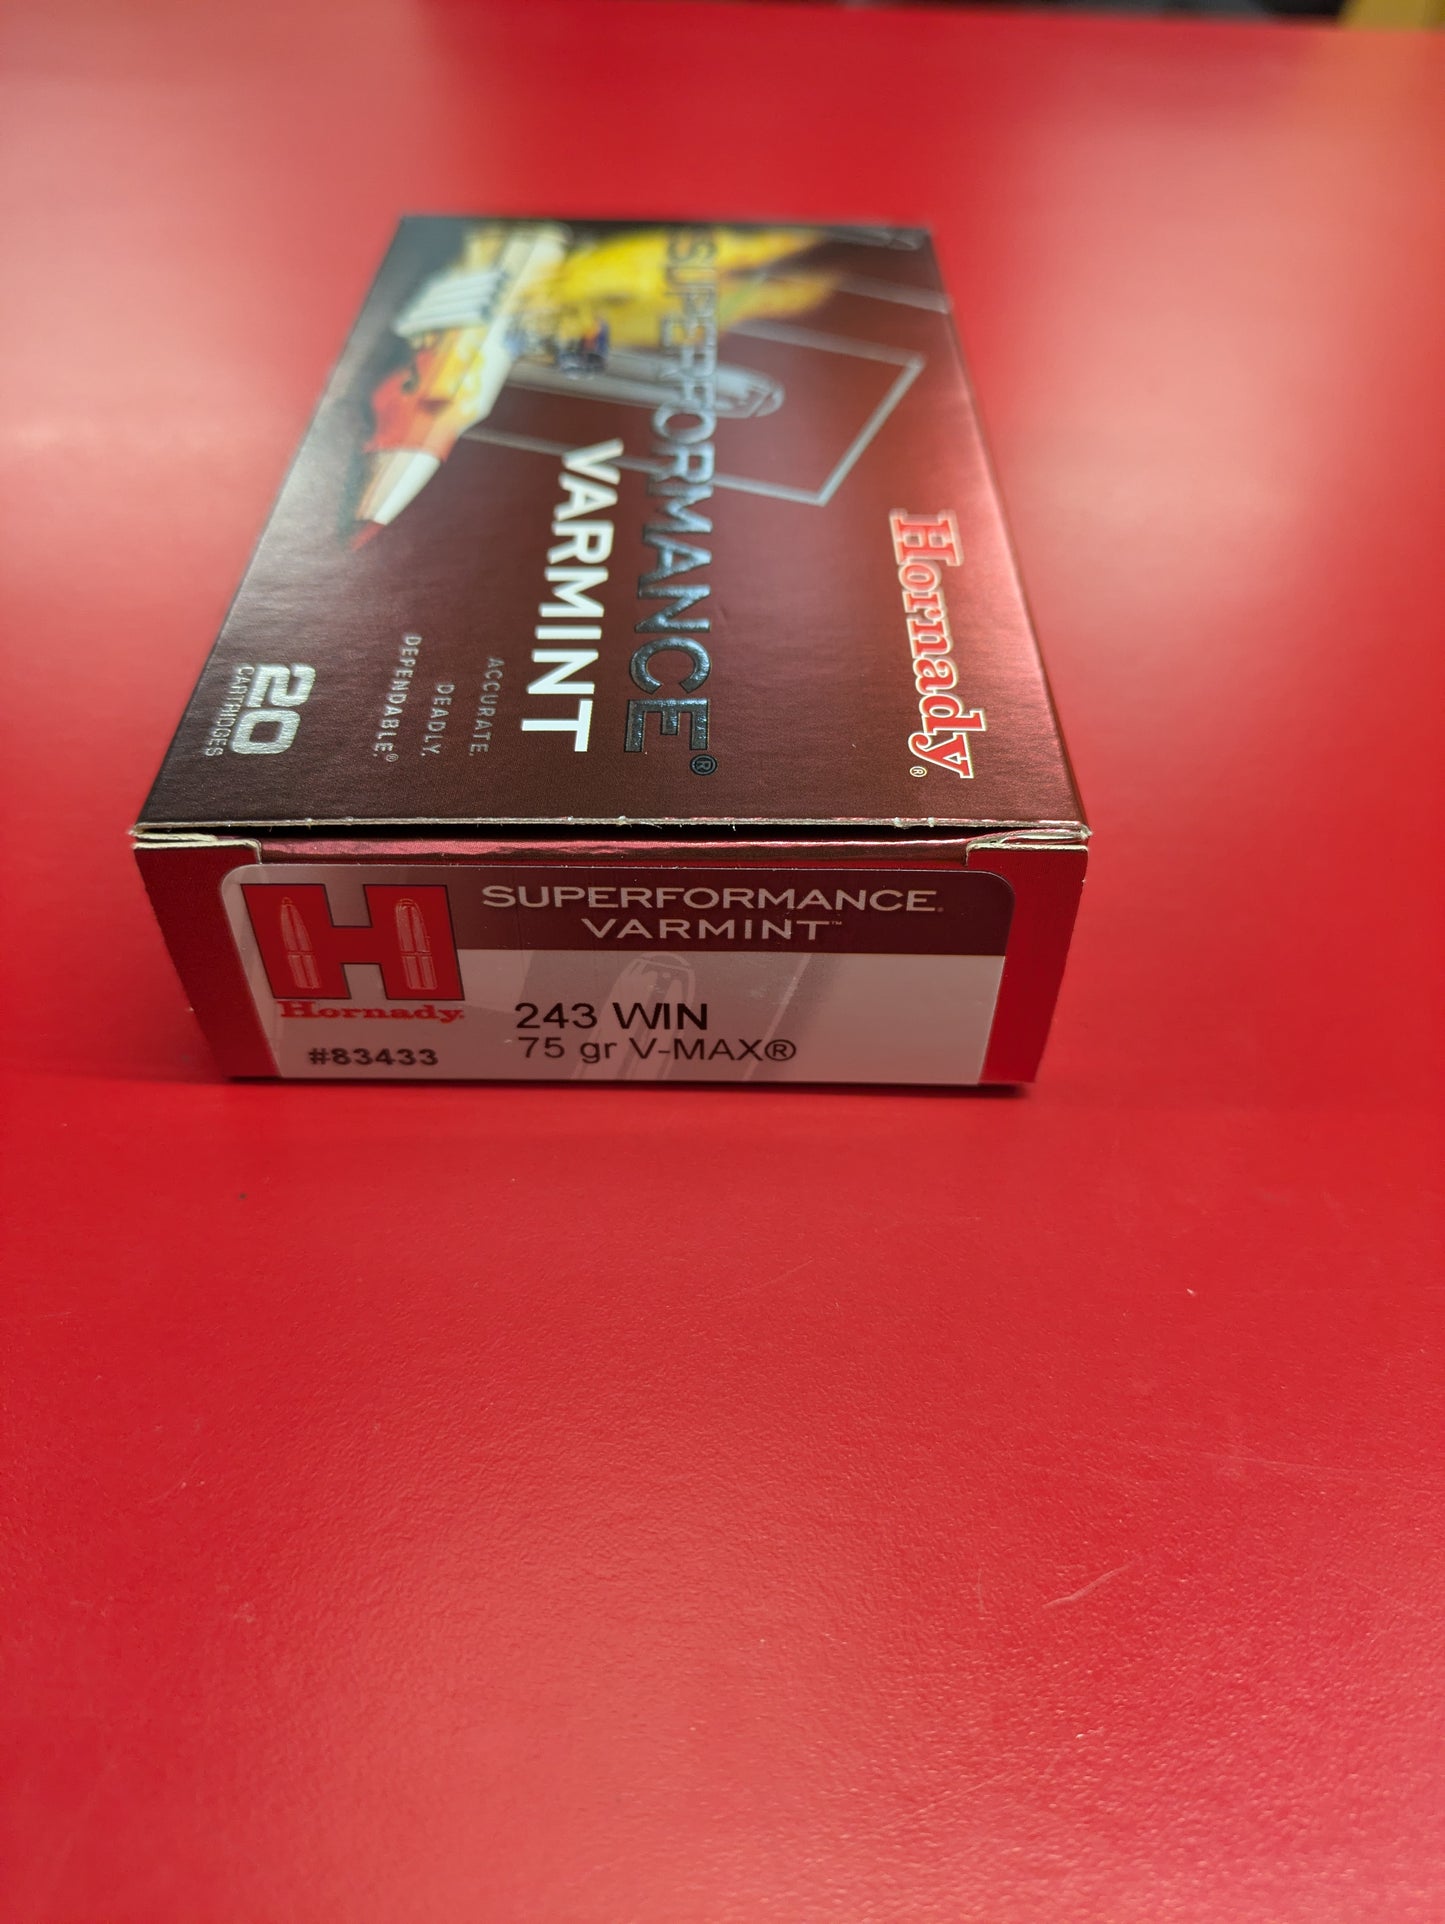 Hornady®
SUPERFORMANCE®
VARMINT
ACCURATE.
DEADLY.
DEPENDABLE.®
20
CARTRIDGES
SUPERFORMANCE®
VARMINT™
Hornady®
#83433
243 WIN
75 gr V-MAX®